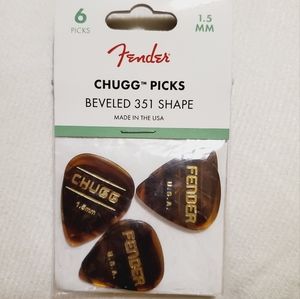 6
PICKS
Fender
1.5
MM
CHUGG™ PICKS
BEVELED 351 SHAPE
MADE IN THE USA
CHUGG
1.5mm
FENDER
U.S.A.
FENDER
U.S.A.